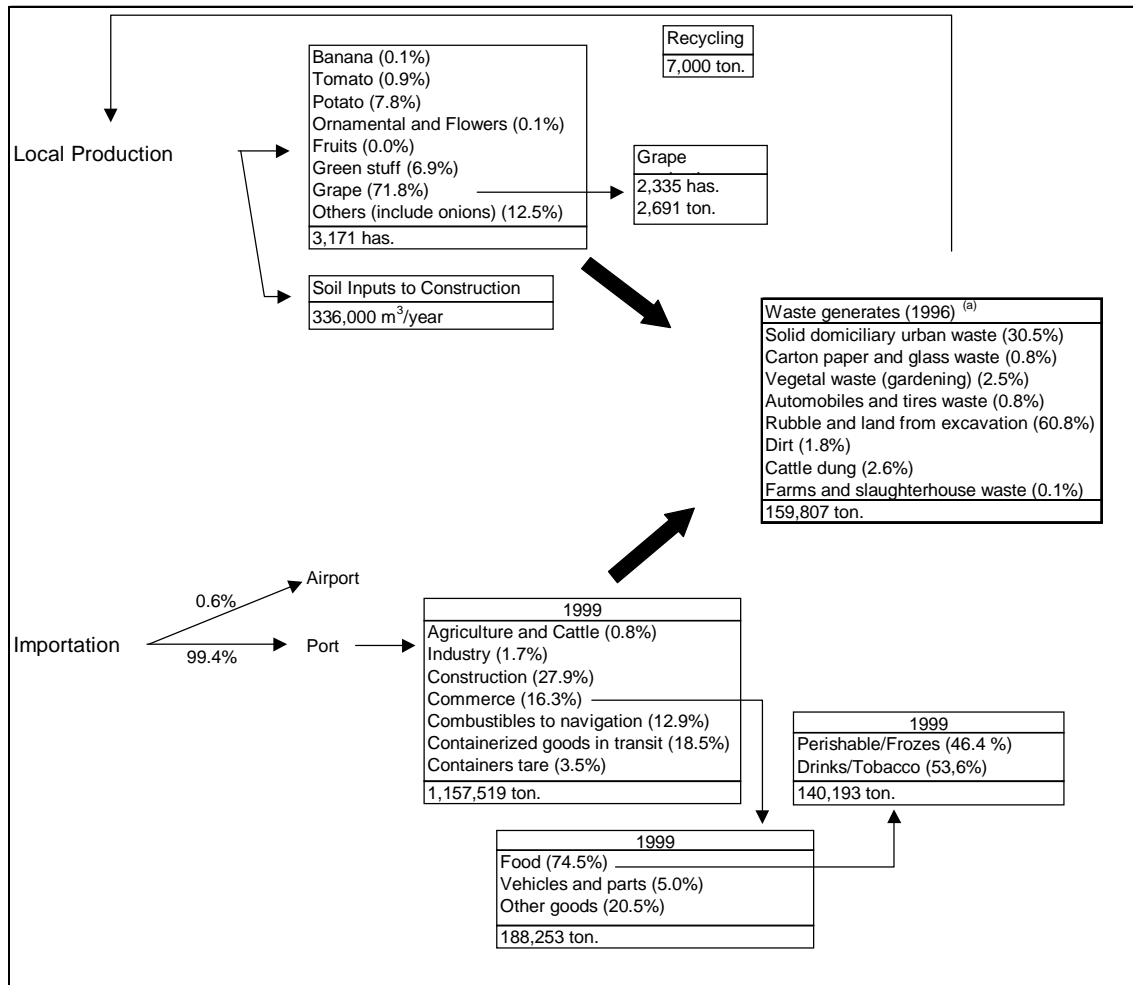 Recycling
7,000 ton.
Banana (0.1%)
Tomato (0.9%)
Potato (7.8%)
Ornamental and Flowers (0.1%)
Fruits (0.0%)
Green stuff (6.9%)
Grape (71.8%)
Others (include onions) (12.5%)
3,171 has.
Local Production
Grape
2,335 has.
2,691 ton.
Soil Inputs to Construction
336,000 m³/year
Waste generates (1996) (a)
Solid domiciliary urban waste (30.5%)
Carton paper and glass waste (0.8%)
Vegetal waste (gardening) (2.5%)
Automobiles and tires waste (0.8%)
Rubble and land from excavation (60.8%)
Dirt (1.8%)
Cattle dung (2.6%)
Farms and slaughterhouse waste (0.1%)
159,807 ton.
Importation
0.6%
99.4%
Airport
Port
1999
Agriculture and Cattle (0.8%)
Industry (1.7%)
Construction (27.9%)
Commerce (16.3%)
Combustibles to navigation (12.9%)
Containerized goods in transit (18.5%)
Containers tare (3.5%)
1,157,519 ton.
1999
Perishable/Frozes (46.4 %)
Drinks/Tobacco (53,6%)
140,193 ton.
1999
Food (74.5%)
Vehicles and parts (5.0%)
Other goods (20.5%)
188,253 ton.